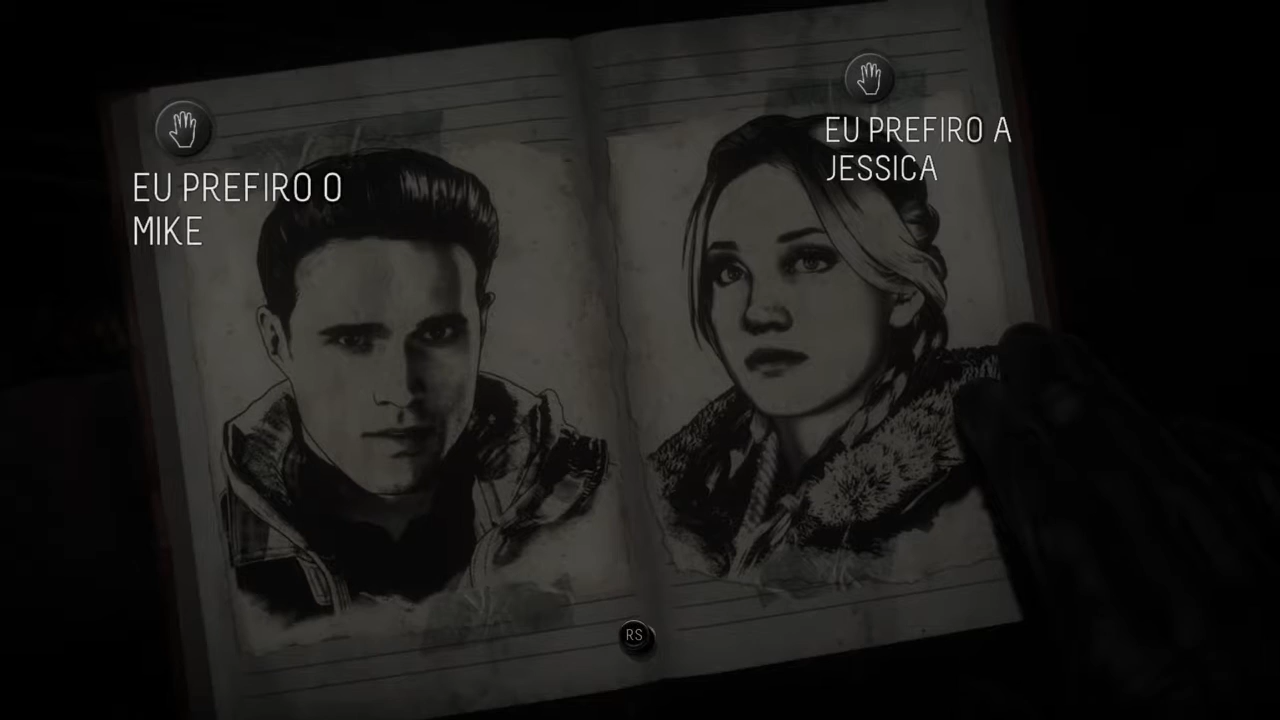 EU PREFIRO O
MIKE
EU PREFIRO A
JESSICA
RS